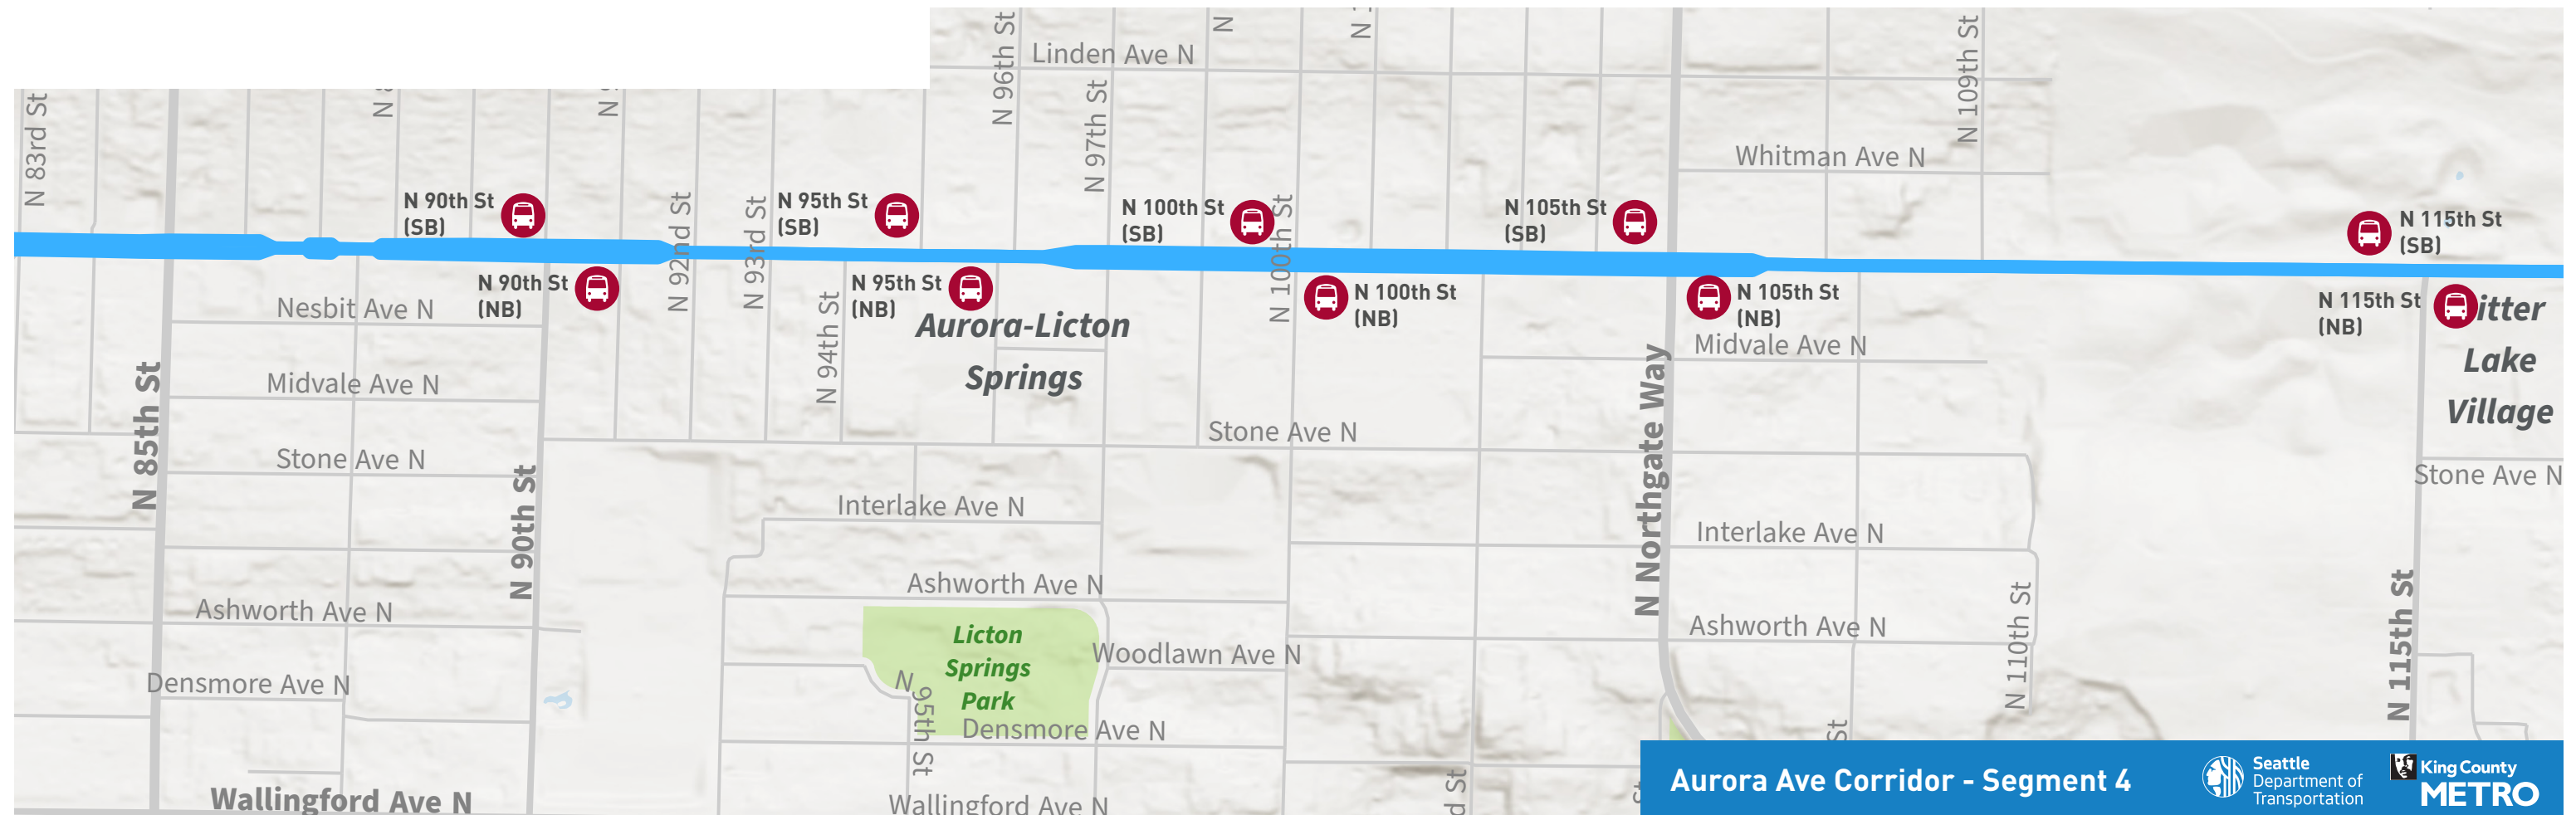 N 96th St
Linden Ave N
N
N 109th St
N 83rd St
N 97th St
Whitman Ave N
N 90th St
(SB)
N 92nd St
N 93rd St
N 95th St
(SB)
N 100th St
(SB)
N 100th St
N 105th St
(SB)
N 115th St
(SB)
N 90th St
(NB)
N 94th St
N 95th St
(NB)
N 100th St
(NB)
N 105th St
(NB)
N 115th St
(NB)
Nesbit Ave N
Aurora-Licton
Springs
Midvale Ave N
itter
Lake
Village
N 85th St
Midvale Ave N
N Northgate Way
Stone Ave N
Stone Ave N
Stone Ave N
N 90th St
Interlake Ave N
Interlake Ave N
Ashworth Ave N
Ashworth Ave N
Ashworth Ave N
N 110th St
N 115th St
Licton
Springs
Park
Woodlawn Ave N
Densmore Ave N
N 95th St
Densmore Ave N
St
Wallingford Ave N
Wallingford Ave N
d St
St
Aurora Ave Corridor - Segment 4
Seattle
Department of
Transportation
King County
METRO